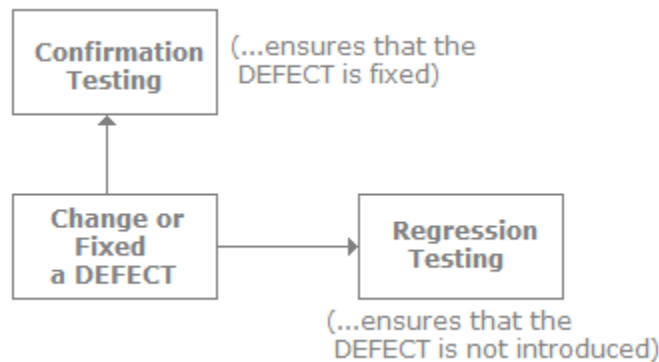 Confirmation
Testing
(...ensures that the
DEFECT is fixed)
Change or
Fixed
a DEFECT
Regression
Testing
(...ensures that the
DEFECT is not introduced)